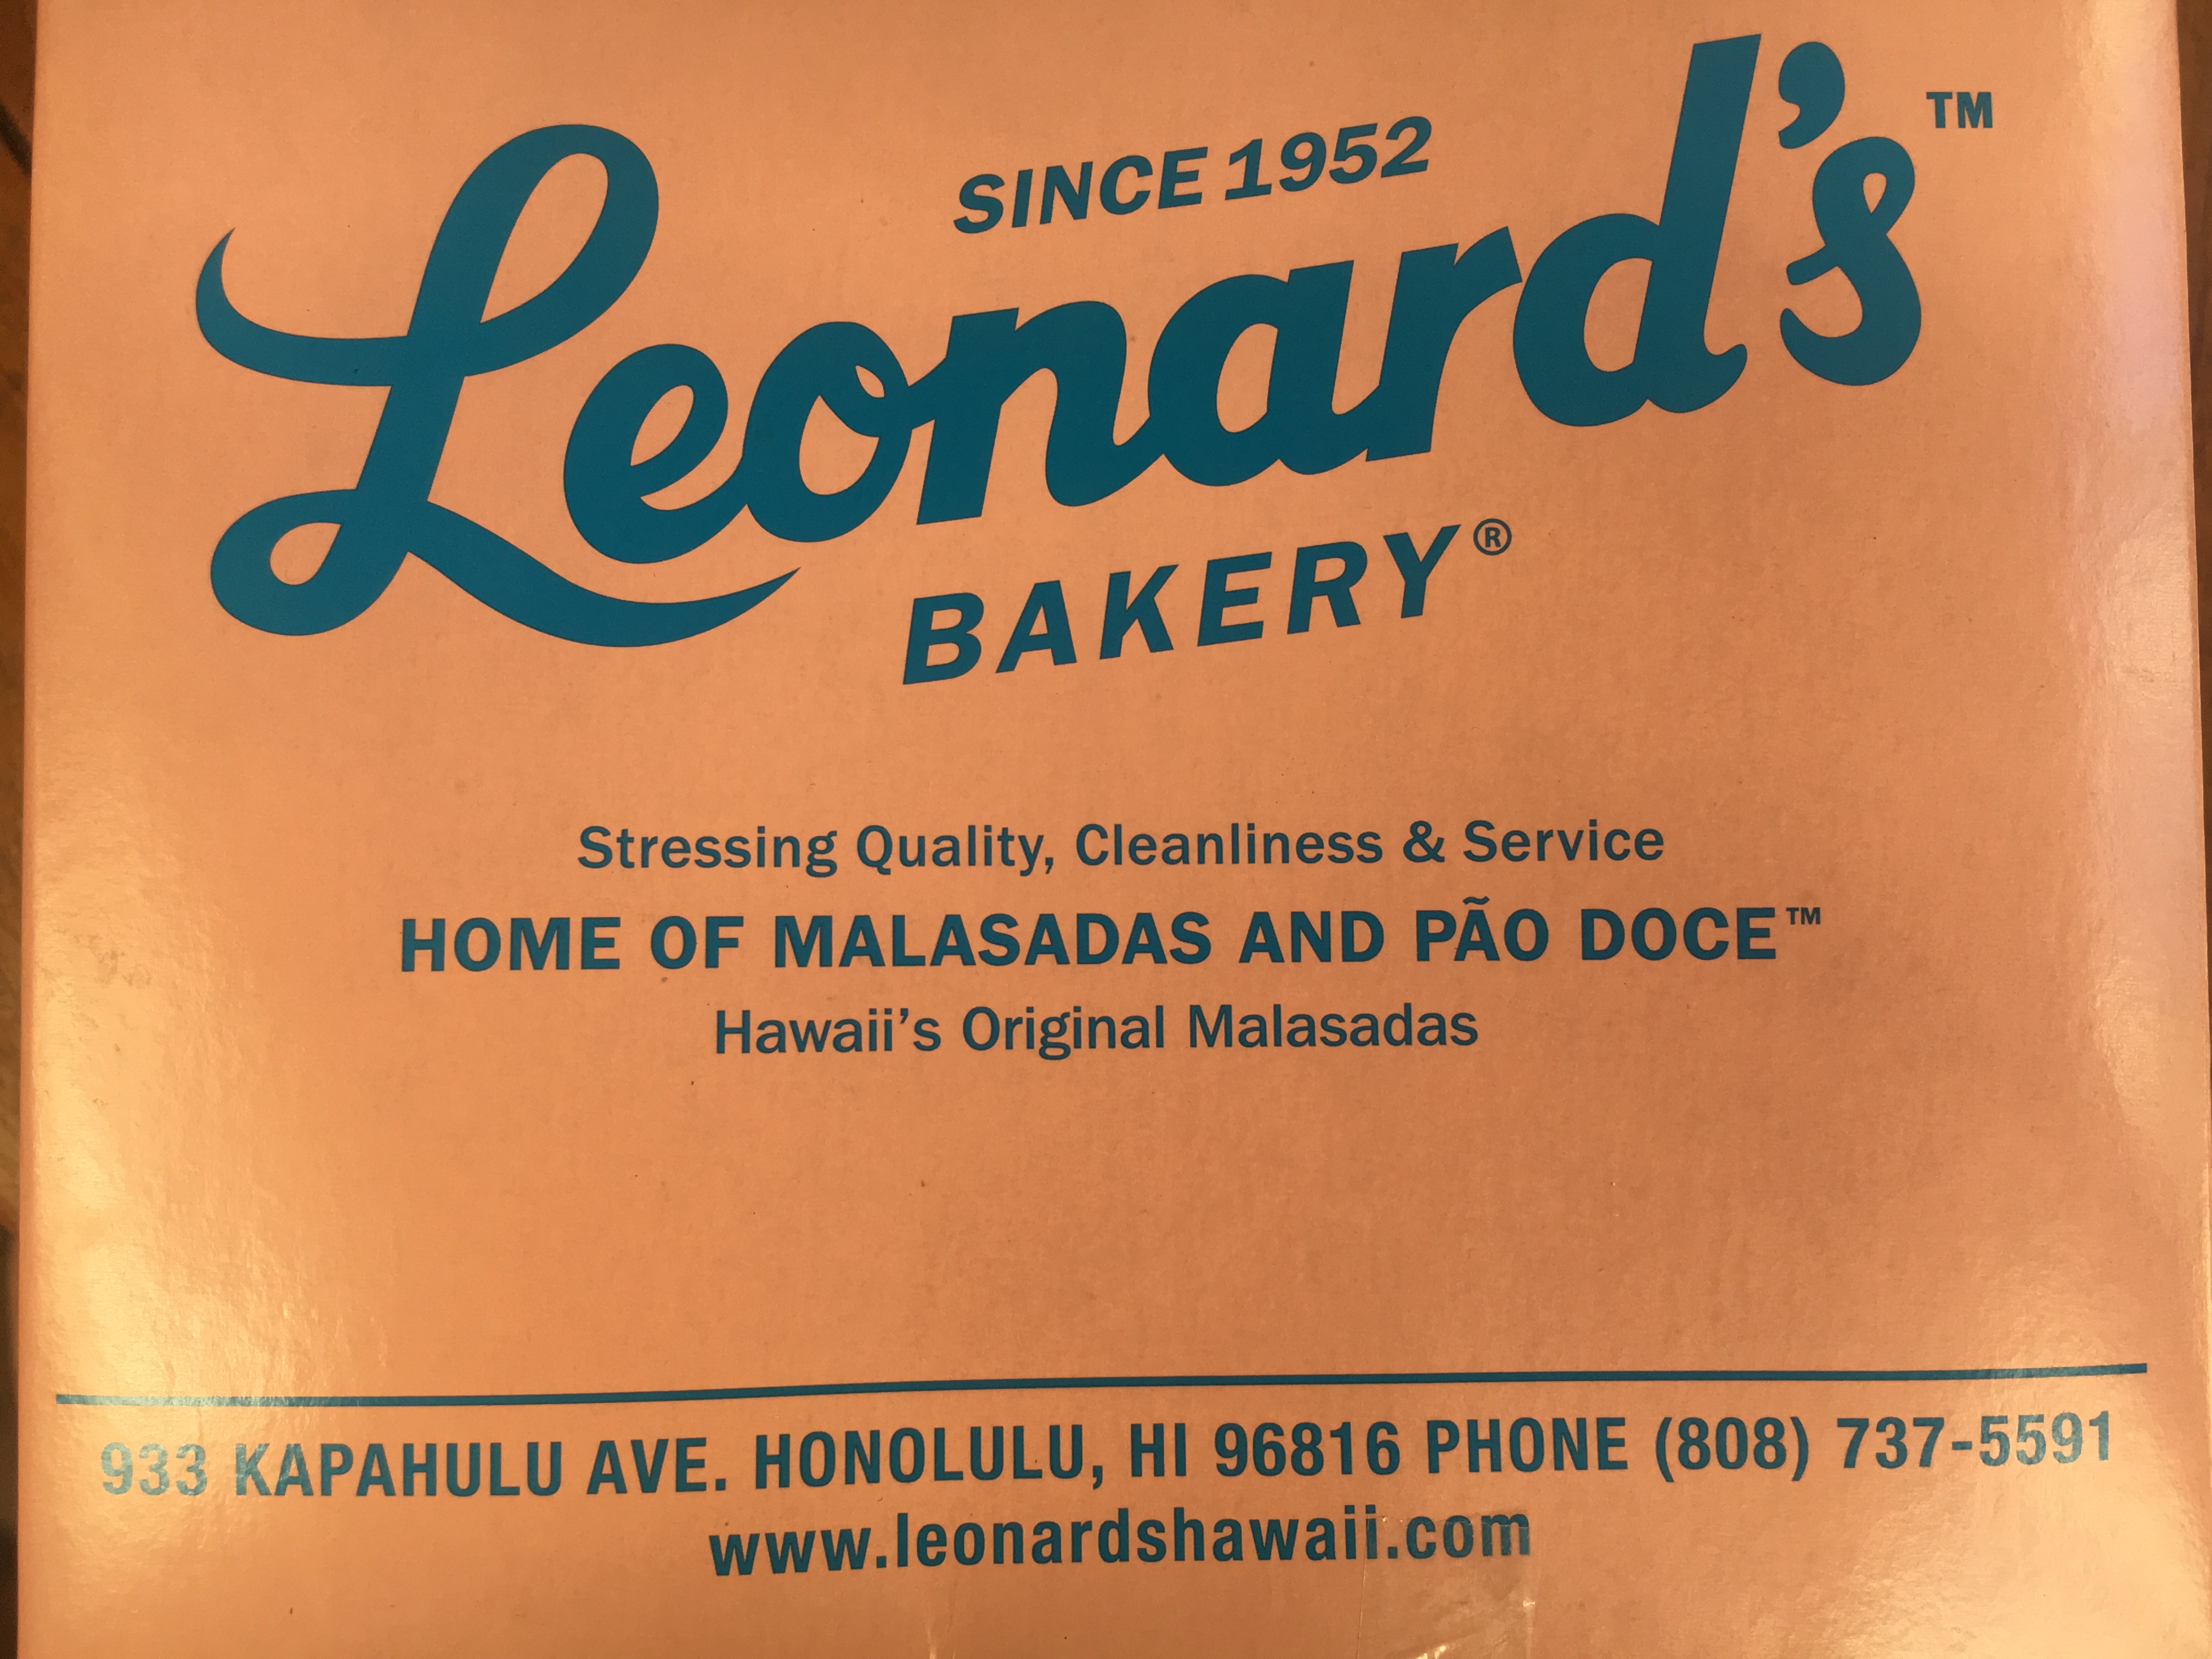 SINCE 1952
Leonard's™
BAKERY®
Stressing Quality, Cleanliness & Service
HOME OF MALASADAS AND PÃO DOCE™
Hawaii's Original Malasadas
933 KAPAHULU AVE. HONOLULU, HI 96816 PHONE (808) 737-5591
www.leonardshawaii.com